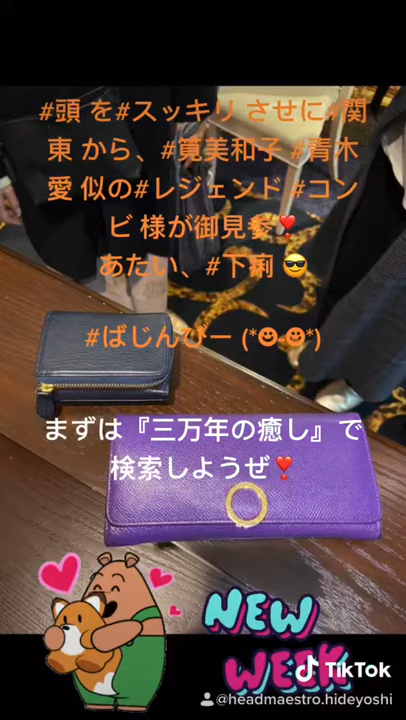 #頭 を#スッキリ させに#関
東 から、#寛美和子 #青木
愛 似の#レジェンド #コン
ビ 様が御見参❣️
あたい、#下痢 😎
#ばじんびー (*☻-☻*)
まずは『三万年の癒し』で
検索しようぜ❣️
NEW
WEEK
TikTok
@headmaestro.hideyoshi